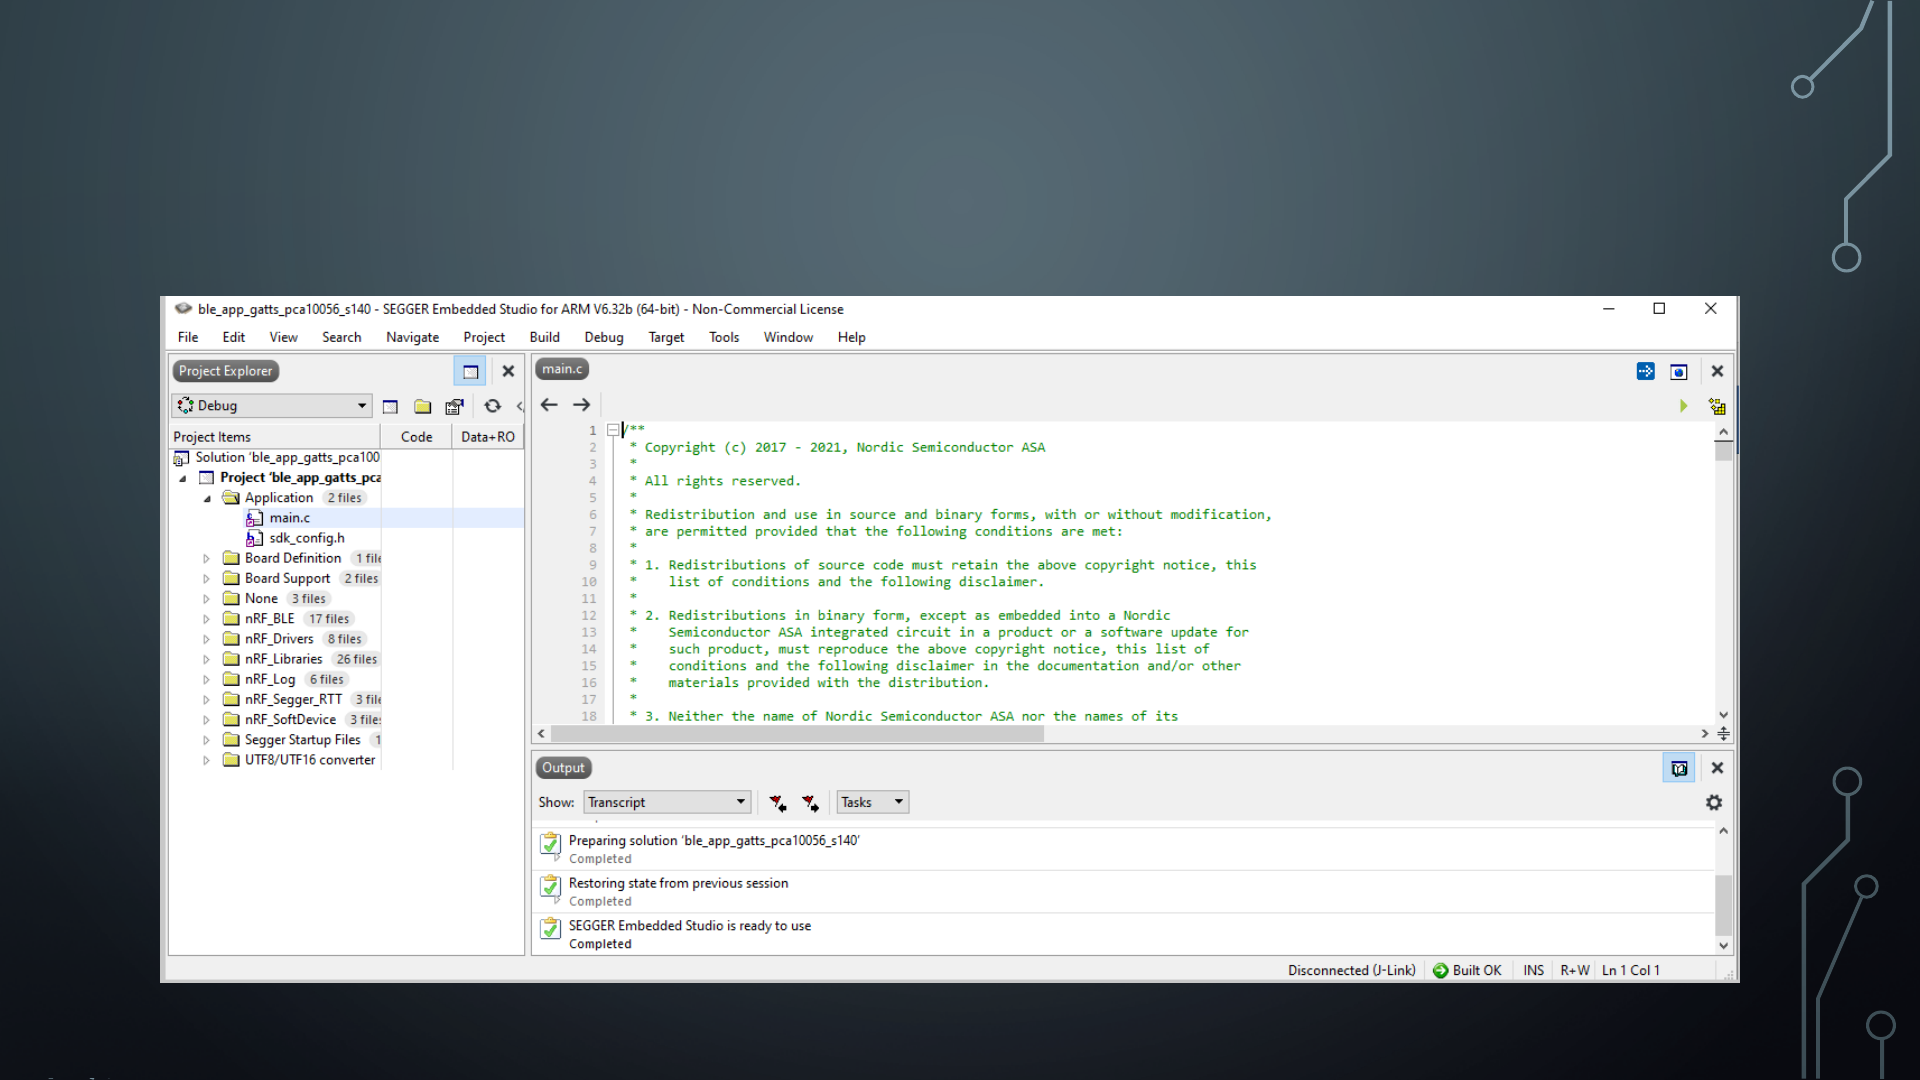 ble_app_gatts_pca10056_s140 - SEGGER Embedded Studio for ARM V6.32b (64-bit) - Non-Commercial License
File Edit View Search Navigate Project Build Debug Target Tools Window Help
Project Explorer
Debug
Project Items Code Data+RO
Solution 'ble_app_gatts_pca100
Project 'ble_app_gatts_pca
Application 2 files
main.c
sdk_config.h
Board Definition 1 file
Board Support 2 files
None 3 files
nRF_BLE 17 files
nRF_Drivers 8 files
nRF_Libraries 26 files
nRF_Log 6 files
nRF_Segger_RTT 3 file
nRF_SoftDevice 3 files
Segger Startup Files 1
UTF8/UTF16 converter
main.c
1 /**
2 * Copyright (c) 2017 - 2021, Nordic Semiconductor ASA
3 *
4 * All rights reserved.
5 *
6 * Redistribution and use in source and binary forms, with or without modification,
7 * are permitted provided that the following conditions are met:
8 *
9 * 1. Redistributions of source code must retain the above copyright notice, this
10 * list of conditions and the following disclaimer.
11 *
12 * 2. Redistributions in binary form, except as embedded into a Nordic
13 * Semiconductor ASA integrated circuit in a product or a software update for
14 * such product, must reproduce the above copyright notice, this list of
15 * conditions and the following disclaimer in the documentation and/or other
16 * materials provided with the distribution.
17 *
18 * 3. Neither the name of Nordic Semiconductor ASA nor the names of its
Output
Show: Transcript Tasks
Preparing solution 'ble_app_gatts_pca10056_s140'
Completed
Restoring state from previous session
Completed
SEGGER Embedded Studio is ready to use
Completed
Disconnected (J-Link) Built OK INS R+W Ln 1 Col 1